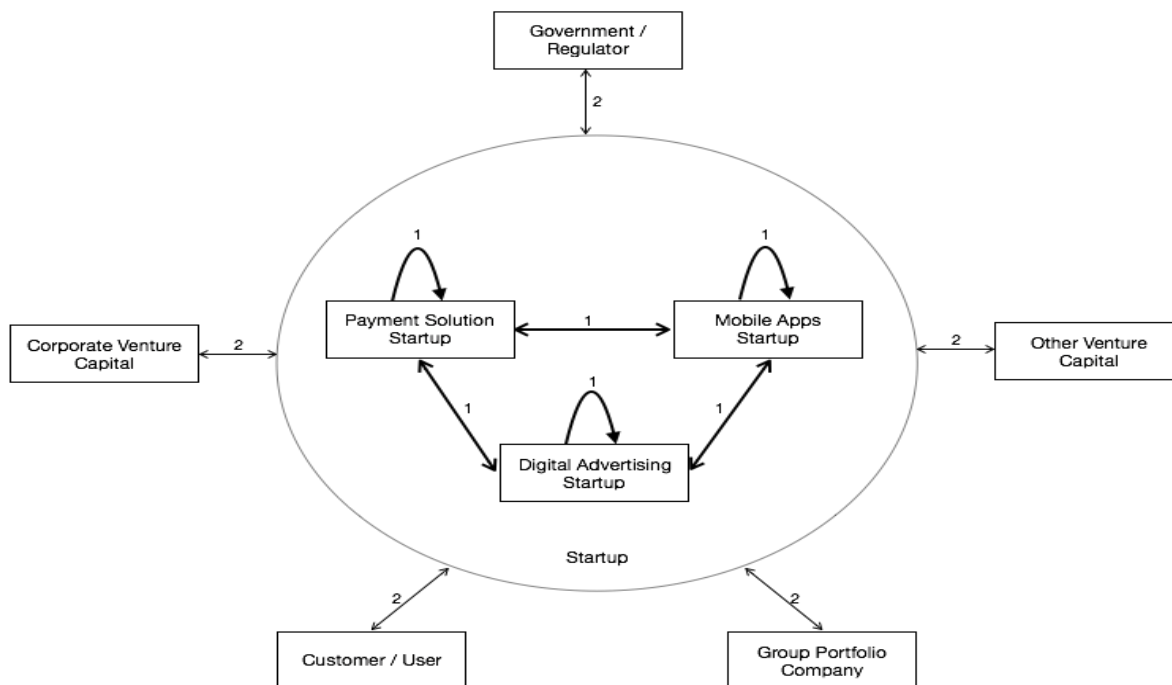 Government /
Regulator
2
1
1
Payment Solution
Startup
1
Mobile Apps
Startup
Corporate Venture
Capital
2
2
Other Venture
Capital
1
1
1
Digital Advertising
Startup
Startup
2
2
Customer / User
Group Portfolio
Company